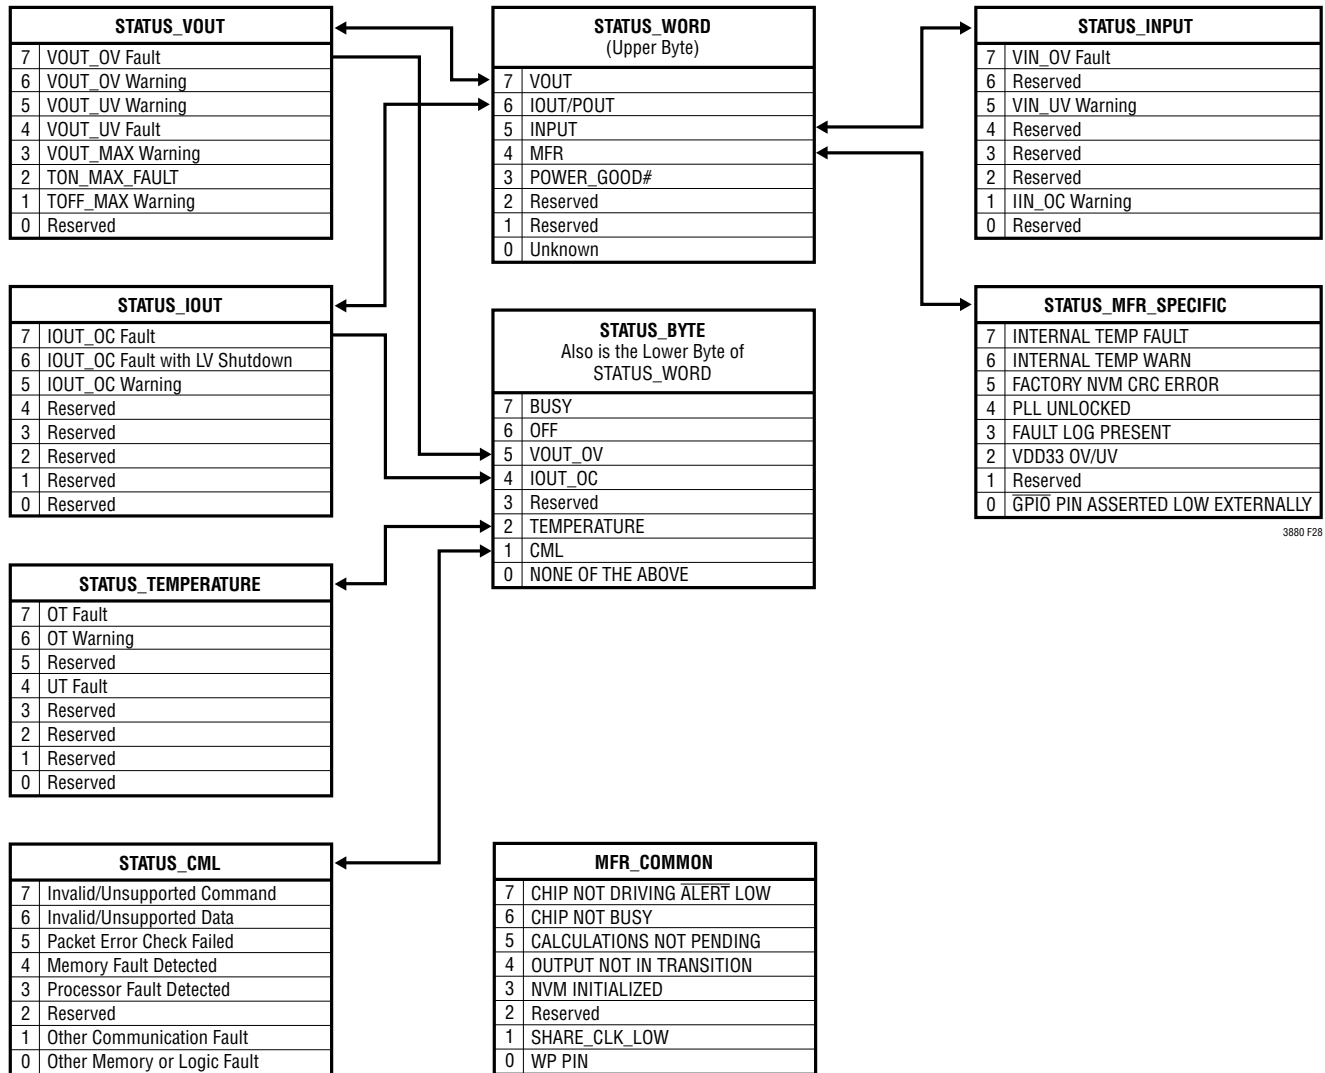 STATUS_VOUT
7 VOUT_OV Fault
6 VOUT_OV Warning
5 VOUT_UV Warning
4 VOUT_UV Fault
3 VOUT_MAX Warning
2 TON_MAX_FAULT
1 TOFF_MAX Warning
0 Reserved
STATUS_IOUT
7 IOUT_OC Fault
6 IOUT_OC Fault with LV Shutdown
5 IOUT_OC Warning
4 Reserved
3 Reserved
2 Reserved
1 Reserved
0 Reserved
STATUS_TEMPERATURE
7 OT Fault
6 OT Warning
5 Reserved
4 UT Fault
3 Reserved
2 Reserved
1 Reserved
0 Reserved
STATUS_CML
7 Invalid/Unsupported Command
6 Invalid/Unsupported Data
5 Packet Error Check Failed
4 Memory Fault Detected
3 Processor Fault Detected
2 Reserved
1 Other Communication Fault
0 Other Memory or Logic Fault
STATUS_WORD
(Upper Byte)
7 VOUT
6 IOUT/POUT
5 INPUT
4 MFR
3 POWER_GOOD#
2 Reserved
1 Reserved
0 Unknown
STATUS_BYTE
Also is the Lower Byte of
STATUS_WORD
7 BUSY
6 OFF
5 VOUT_OV
4 IOUT_OC
3 Reserved
2 TEMPERATURE
1 CML
0 NONE OF THE ABOVE
MFR_COMMON
7 CHIP NOT DRIVING ALERT LOW
6 CHIP NOT BUSY
5 CALCULATIONS NOT PENDING
4 OUTPUT NOT IN TRANSITION
3 NVM INITIALIZED
2 Reserved
1 SHARE_CLK_LOW
0 WP PIN
STATUS_INPUT
7 VIN_OV Fault
6 Reserved
5 VIN_UV Warning
4 Reserved
3 Reserved
2 Reserved
1 IIN_OC Warning
0 Reserved
STATUS_MFR_SPECIFIC
7 INTERNAL TEMP FAULT
6 INTERNAL TEMP WARN
5 FACTORY NVM CRC ERROR
4 PLL UNLOCKED
3 FAULT LOG PRESENT
2 VDD33 OV/UV
1 Reserved
0 GPIO PIN ASSERTED LOW EXTERNALLY
3880 F28